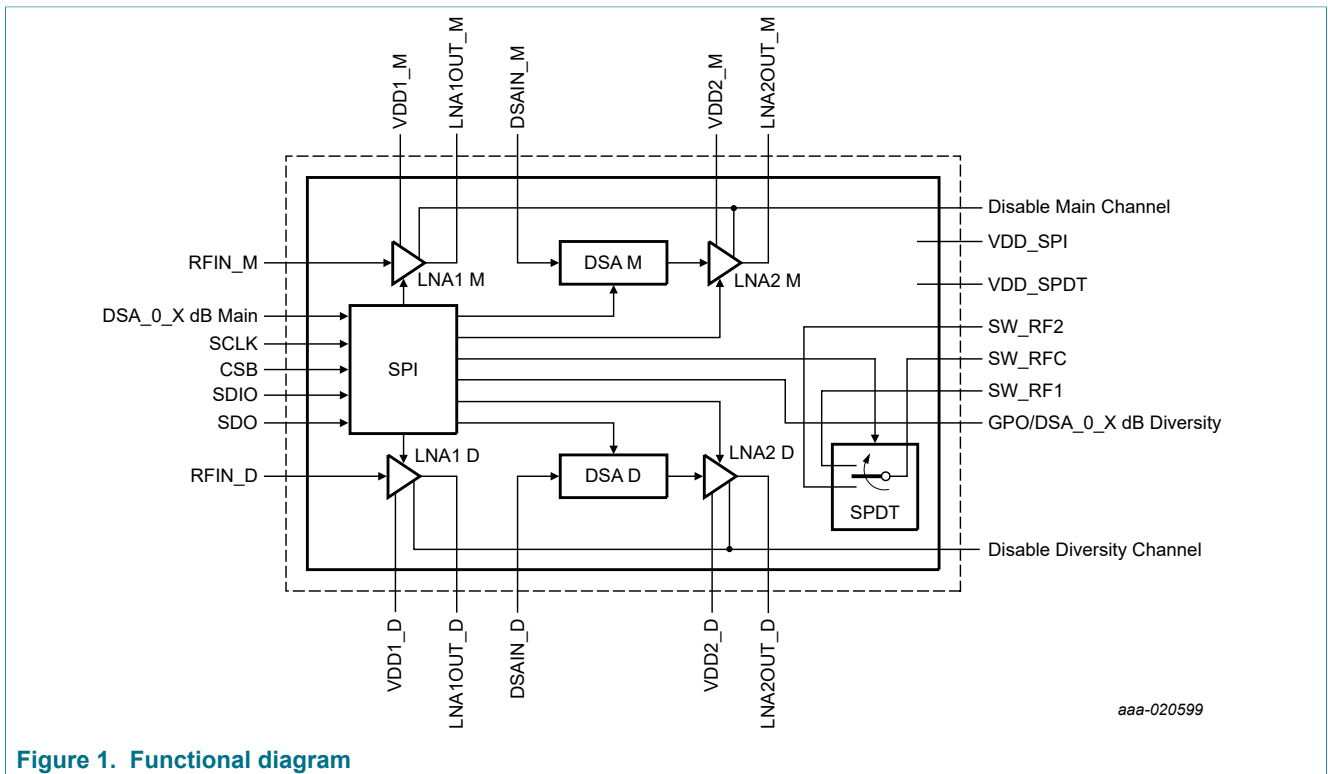 VDD1_M
LNA1OUT_M
DSAIN_M
VDD2_M
LNA2OUT_M
Disable Main Channel
VDD_SPI
RFIN_M
LNA1 M
DSA M
LNA2 M
VDD_SPDT
DSA_0_X dB Main
SCLK
CSB
SDIO
SDO
SPI
SW_RF2
SW_RFC
SW_RF1
GPO/DSA_0_X dB Diversity
RFIN_D
LNA1 D
DSA D
LNA2 D
SPDT
Disable Diversity Channel
VDD1_D
LNA1OUT_D
DSAIN_D
VDD2_D
LNA2OUT_D
aaa-020599
Figure 1. Functional diagram